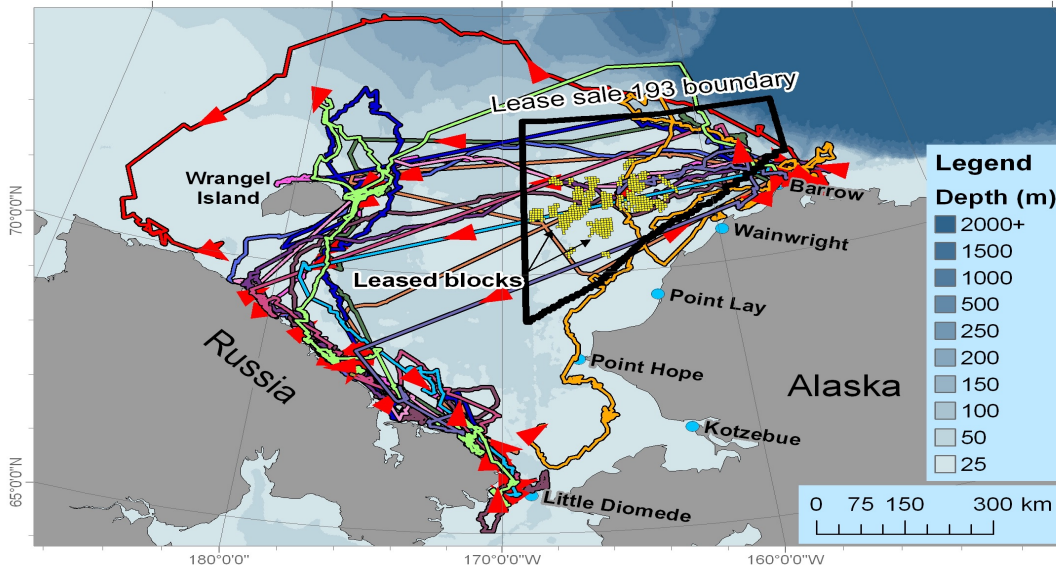 Lease sale 193 boundary
Wrangel
Island
Barrow
Wainwright
Leased blocks
Point Lay
Russia
Point Hope
Alaska
Kotzebue
Little Diomede
70°0'0"N
65°0'0"N
180°0'0"
170°0'0"W
160°0'0"W
Legend
Depth (m)
2000+
1500
1000
500
250
200
150
100
50
25
0 75 150 300 km